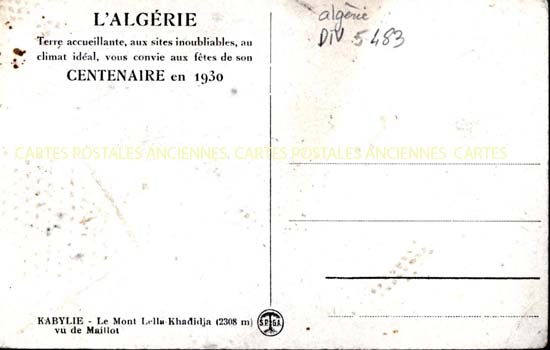 L'ALGÉRIE
Terre accueillante, aux sites inoubliables, au
climat idéal, vous convie aux fêtes de son
CENTENAIRE en 1930
algérie
DIV 5483
CARTES POSTALES ANCIENNES. CARTES POSTALES ANCIENNES. CARTES
KABYLIE - Le Mont Lella-Khadidja (2308 m)
vu de Maillot